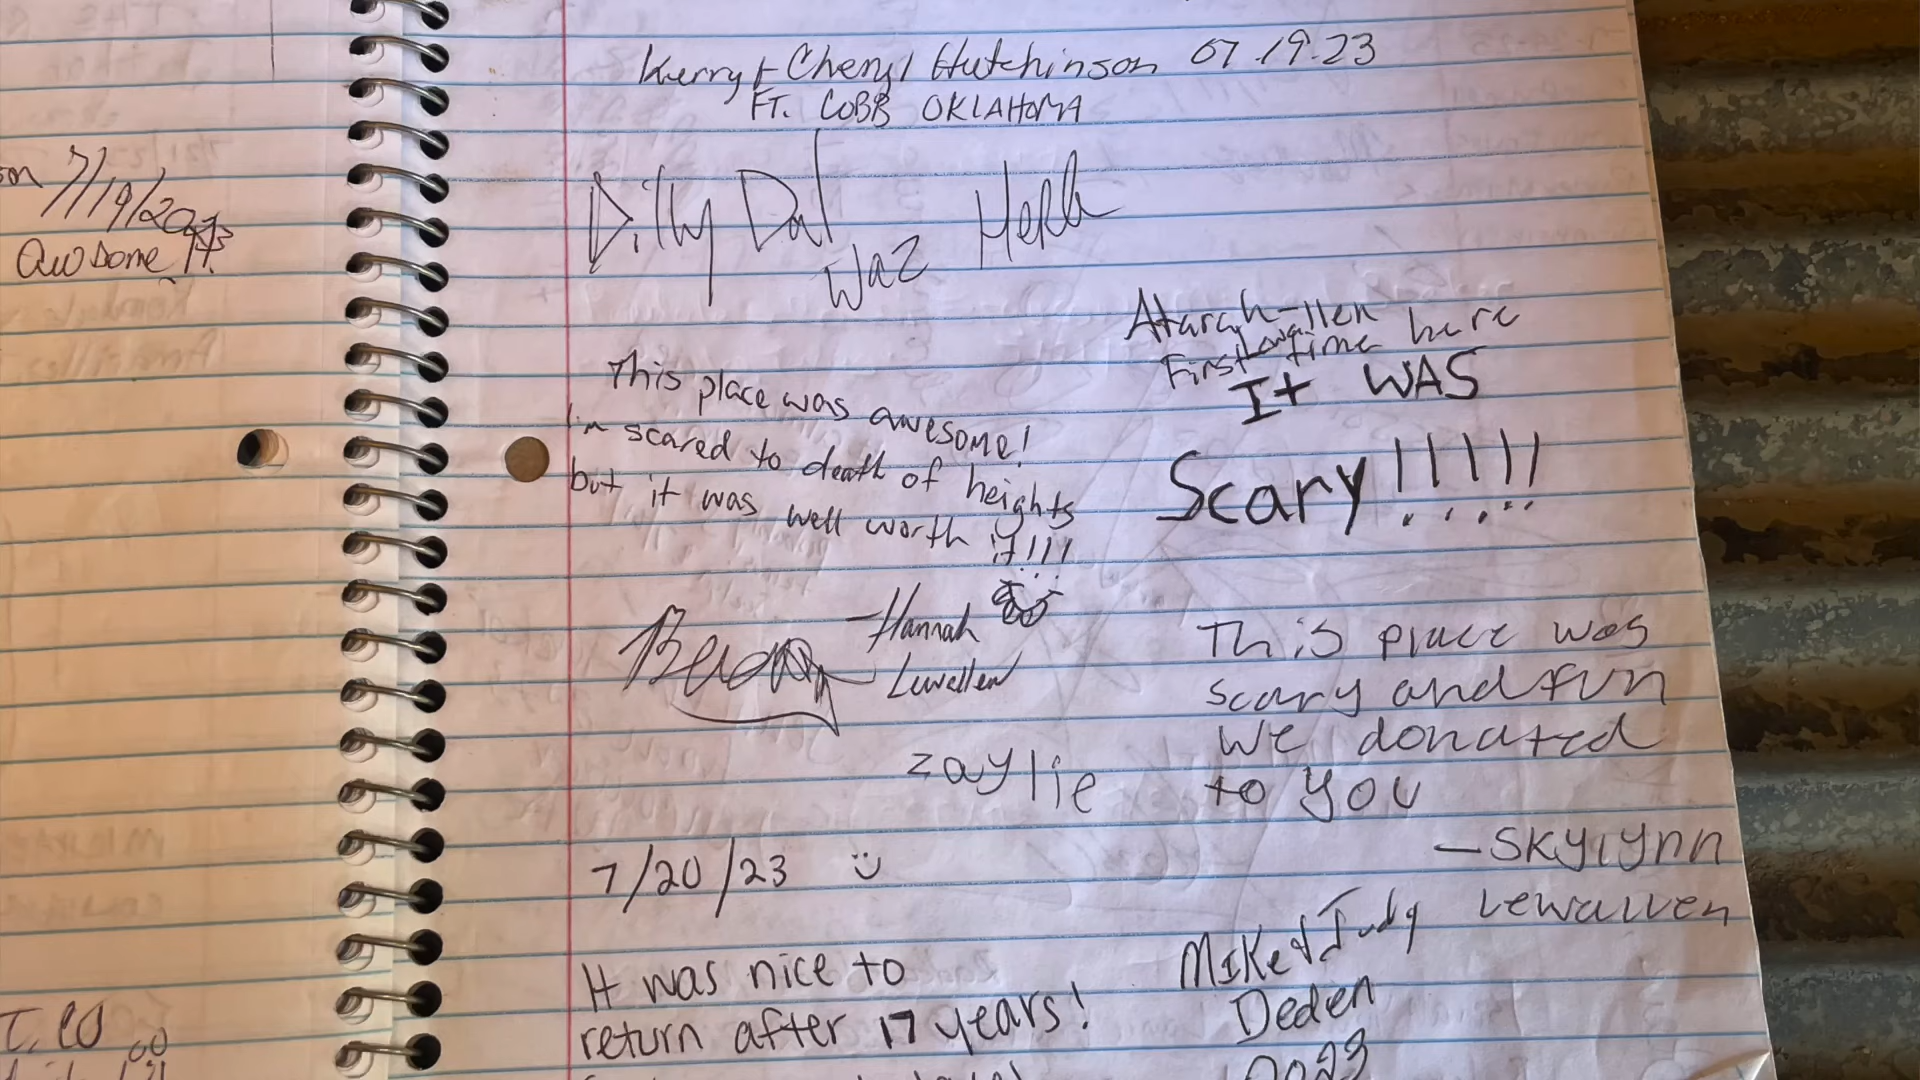 7/19/2023
Kerry + Cheryl Hutchinson 07.19.23
FT. COBB OKLAHOMA
Dilly Dal
Waz Here
This place was awesome!
I'm scared to death of heights
but it was well worth
it!!!
Hannah
Lewellen
zaylie
7/20/23
It was nice to
return after 17 years!
First time here
It WAS
Scary!!!!!
This place was
scary and fun
we donated
to you
-SKYlynn
Lewallen
MIKe & Judy
Deden
2023